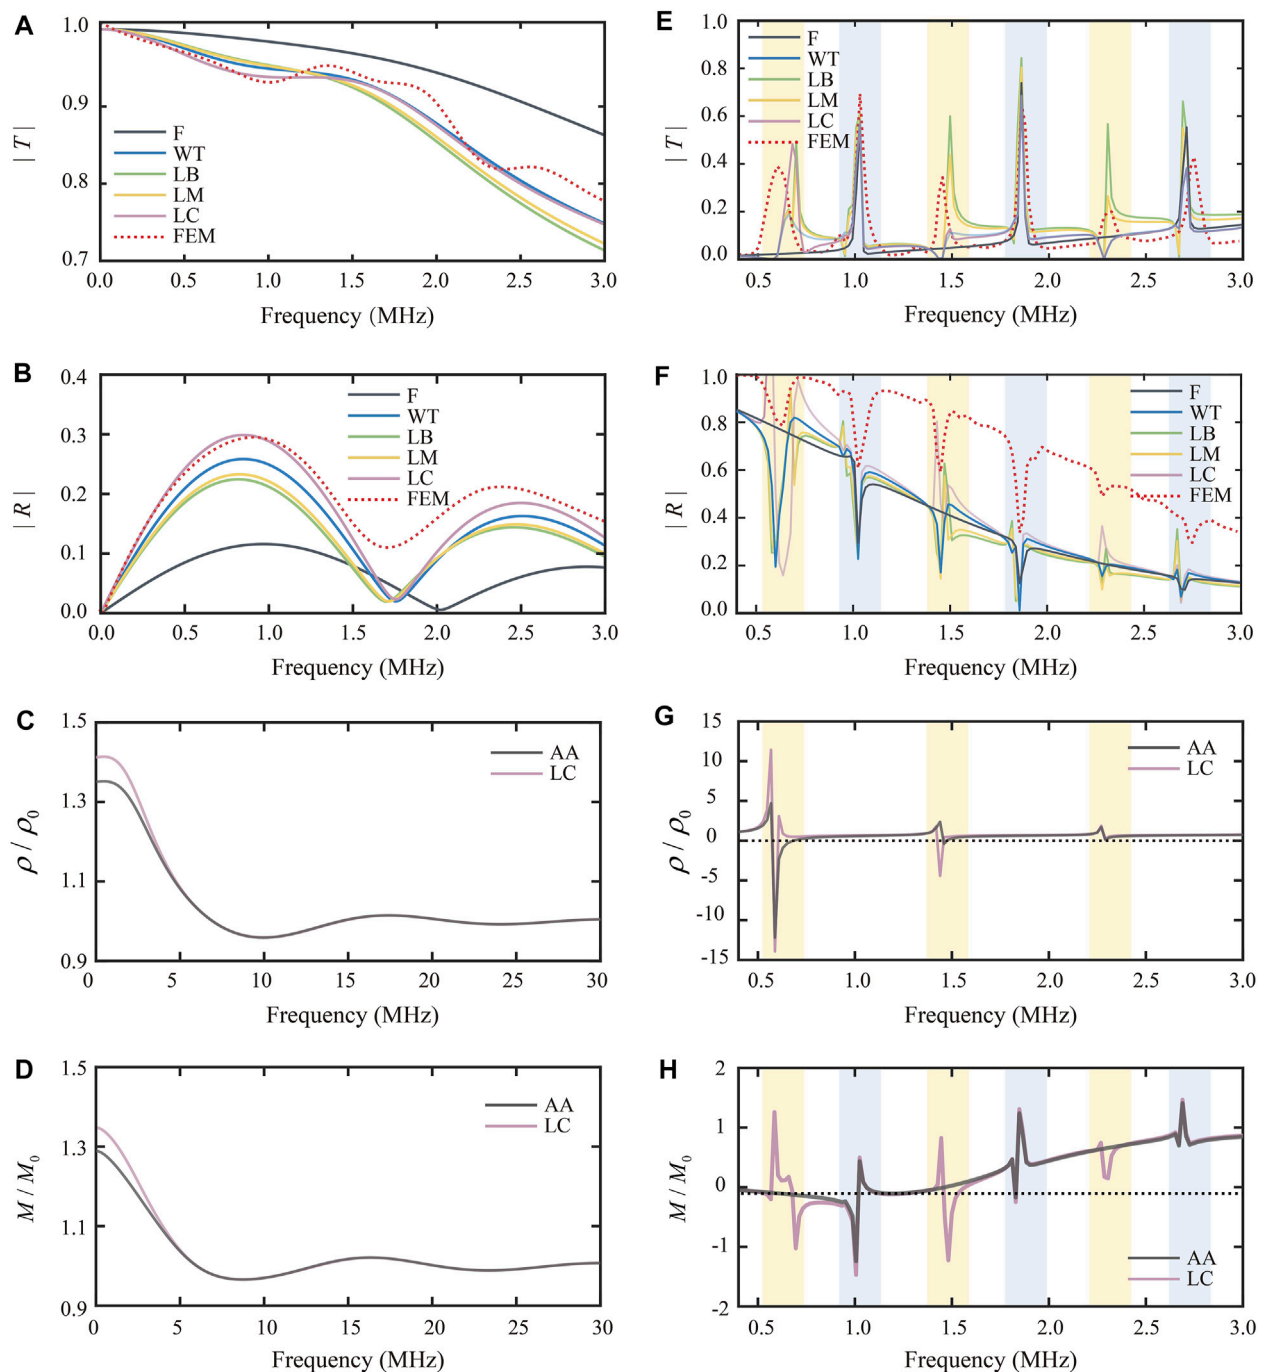 A
| T |
1.0
0.9
0.8
0.7
F
WT
LB
LM
LC
FEM
0.0 0.5 1.0 1.5 2.0 2.5 3.0
Frequency (MHz)
B
| R |
0.4
0.3
0.2
0.1
0.0
F
WT
LB
LM
LC
FEM
0.0 0.5 1.0 1.5 2.0 2.5 3.0
Frequency (MHz)
C
ρ / ρ0
1.5
1.3
1.1
0.9
AA
LC
0 5 10 15 20 25 30
Frequency (MHz)
D
M / M0
1.5
1.3
1.1
0.9
AA
LC
0 5 10 15 20 25 30
Frequency (MHz)
E
| T |
1.0
0.8
0.6
0.4
0.2
0.0
F
WT
LB
LM
LC
FEM
0.5 1.0 1.5 2.0 2.5 3.0
Frequency (MHz)
F
| R |
1.0
0.8
0.6
0.4
0.2
0.0
F
WT
LB
LM
LC
FEM
0.5 1.0 1.5 2.0 2.5 3.0
Frequency (MHz)
G
ρ / ρ0
15
10
5
0
-5
-10
-15
AA
LC
0.5 1.0 1.5 2.0 2.5 3.0
Frequency (MHz)
H
M / M0
2
1
0
-1
-2
AA
LC
0.5 1.0 1.5 2.0 2.5 3.0
Frequency (MHz)